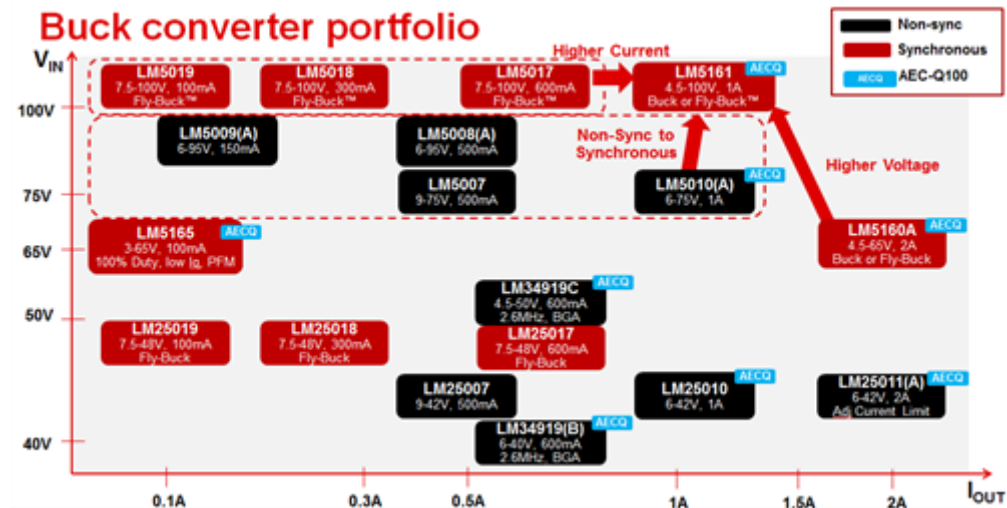 Buck converter portfolio
Non-sync
Synchronous
AECQ AEC-Q100
VIN
Higher Current
LM5019
7.5-100V, 100mA
Fly-Buck™
LM5018
7.5-100V, 300mA
Fly-Buck™
LM5017
7.5-100V, 600mA
Fly-Buck™
LM5161
4.5-100V, 1A
Buck or Fly-Buck™
AECQ
100V
LM5009(A)
6-95V, 150mA
LM5008(A)
6-95V, 500mA
Non-Sync to
Synchronous
Higher Voltage
75V
LM5007
9-75V, 500mA
LM5010(A)
6-75V, 1A
AECQ
65V
LM5165
3-65V, 100mA
100% Duty, low Iq, PFM
AECQ
LM5160A
4.5-65V, 2A
Buck or Fly-Buck
AECQ
50V
LM34919C
4.5-50V, 600mA
2.6MHz, BGA
AECQ
LM25019
7.5-48V, 100mA
Fly-Buck
LM25018
7.5-48V, 300mA
Fly-Buck
LM25017
7.5-48V, 600mA
Fly-Buck
LM25007
9-42V, 500mA
LM25010
6-42V, 1A
AECQ
LM25011(A)
6-42V, 2A
Adj Current Limit
AECQ
40V
LM34919(B)
6-40V, 600mA
2.6MHz, BGA
AECQ
0.1A
0.3A
0.5A
1A
1.5A
2A
IOUT